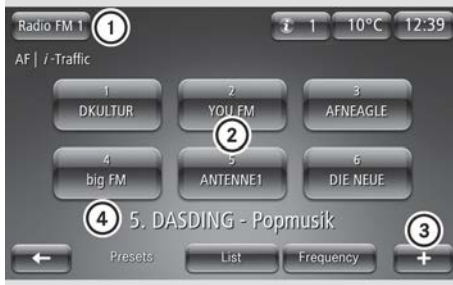 Radio FM 1 1 i 1 10°C 12:39
AF | i-Traffic
1 2 3
DKULTUR YOU FM AFNEAGLE
2
4 5 6
big FM ANTENNE1 DIE NEUE
4 5. DASDING - Popmusik 3
Presets List Frequency +